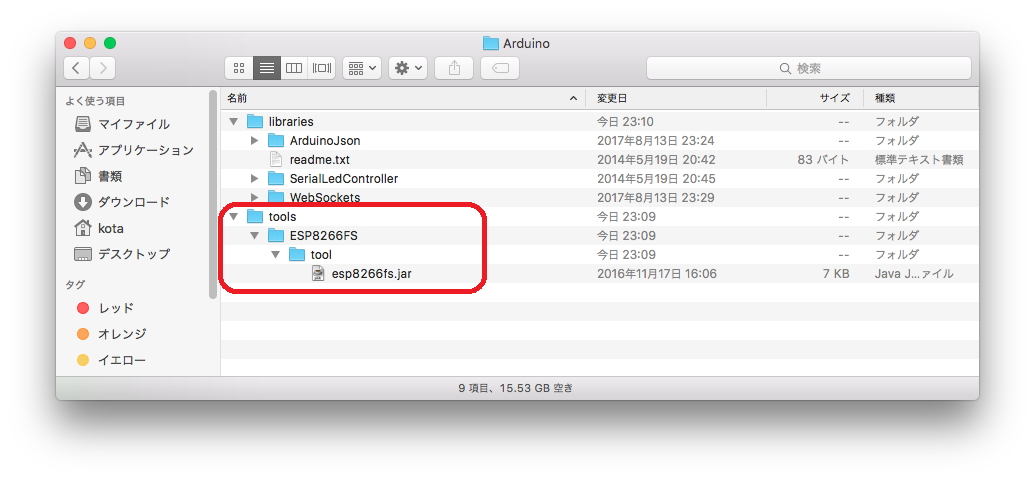 Arduino
検索
よく使う項目
マイファイル
アプリケーション
書類
ダウンロード
kota
デスクトップ
タグ
レッド
オレンジ
イエロー
名前 変更日 サイズ 種類
libraries 今日 23:10 -- フォルダ
ArduinoJson 2017年8月13日 23:24 -- フォルダ
readme.txt 2014年5月19日 20:42 83 バイト 標準テキスト書類
SerialLedController 2014年5月19日 20:45 -- フォルダ
WebSockets 2017年8月13日 23:29 -- フォルダ
tools 今日 23:09 -- フォルダ
ESP8266FS 今日 23:09 -- フォルダ
tool 今日 23:09 -- フォルダ
esp8266fs.jar 2016年11月17日 16:06 7 KB Java J...ァイル
9 項目、15.53 GB 空き